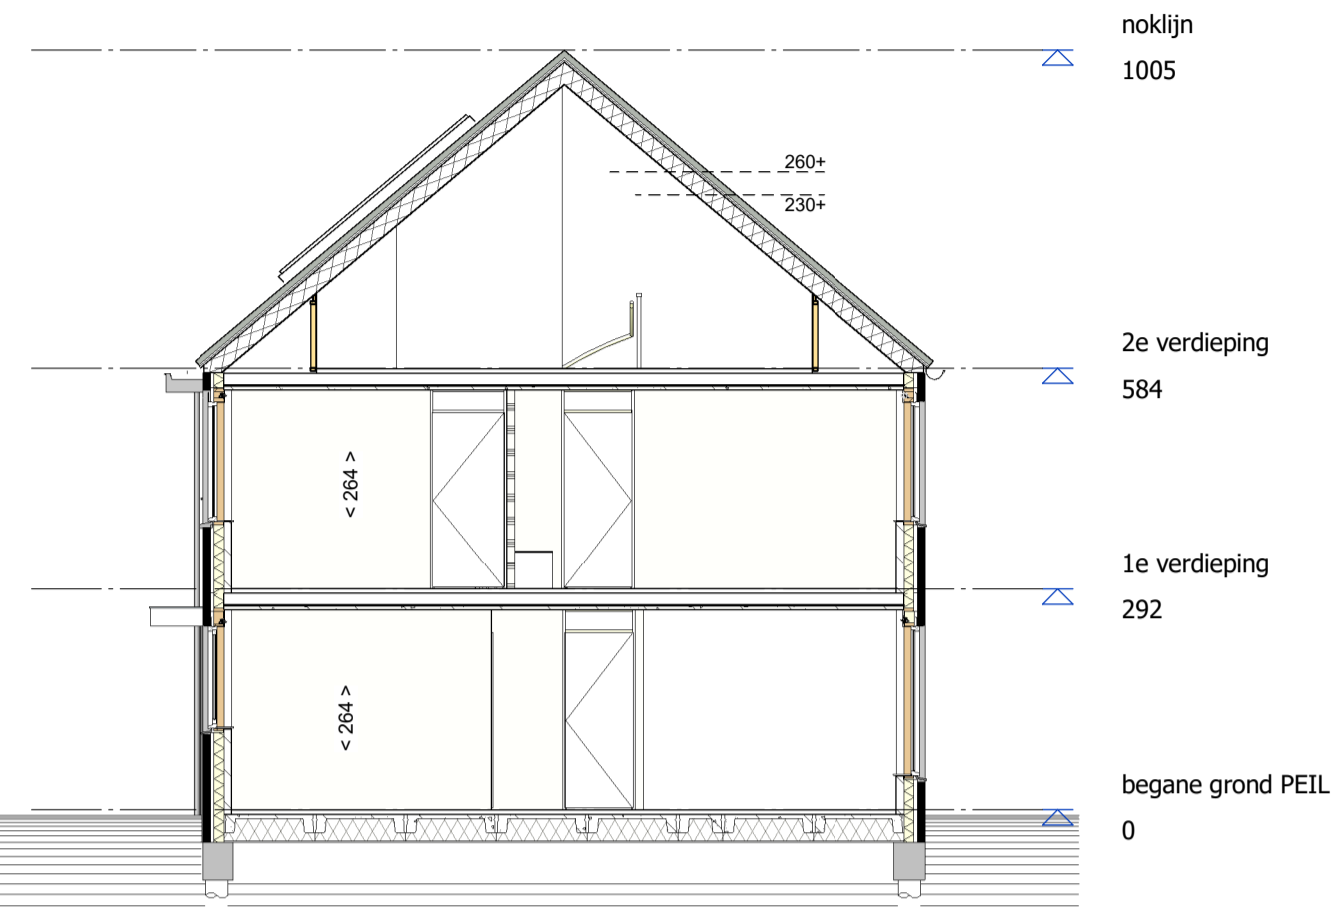 noklijn
1005
260+
230+
2e verdieping
584
< 264 >
1e verdieping
292
< 264 >
begane grond PEIL
0